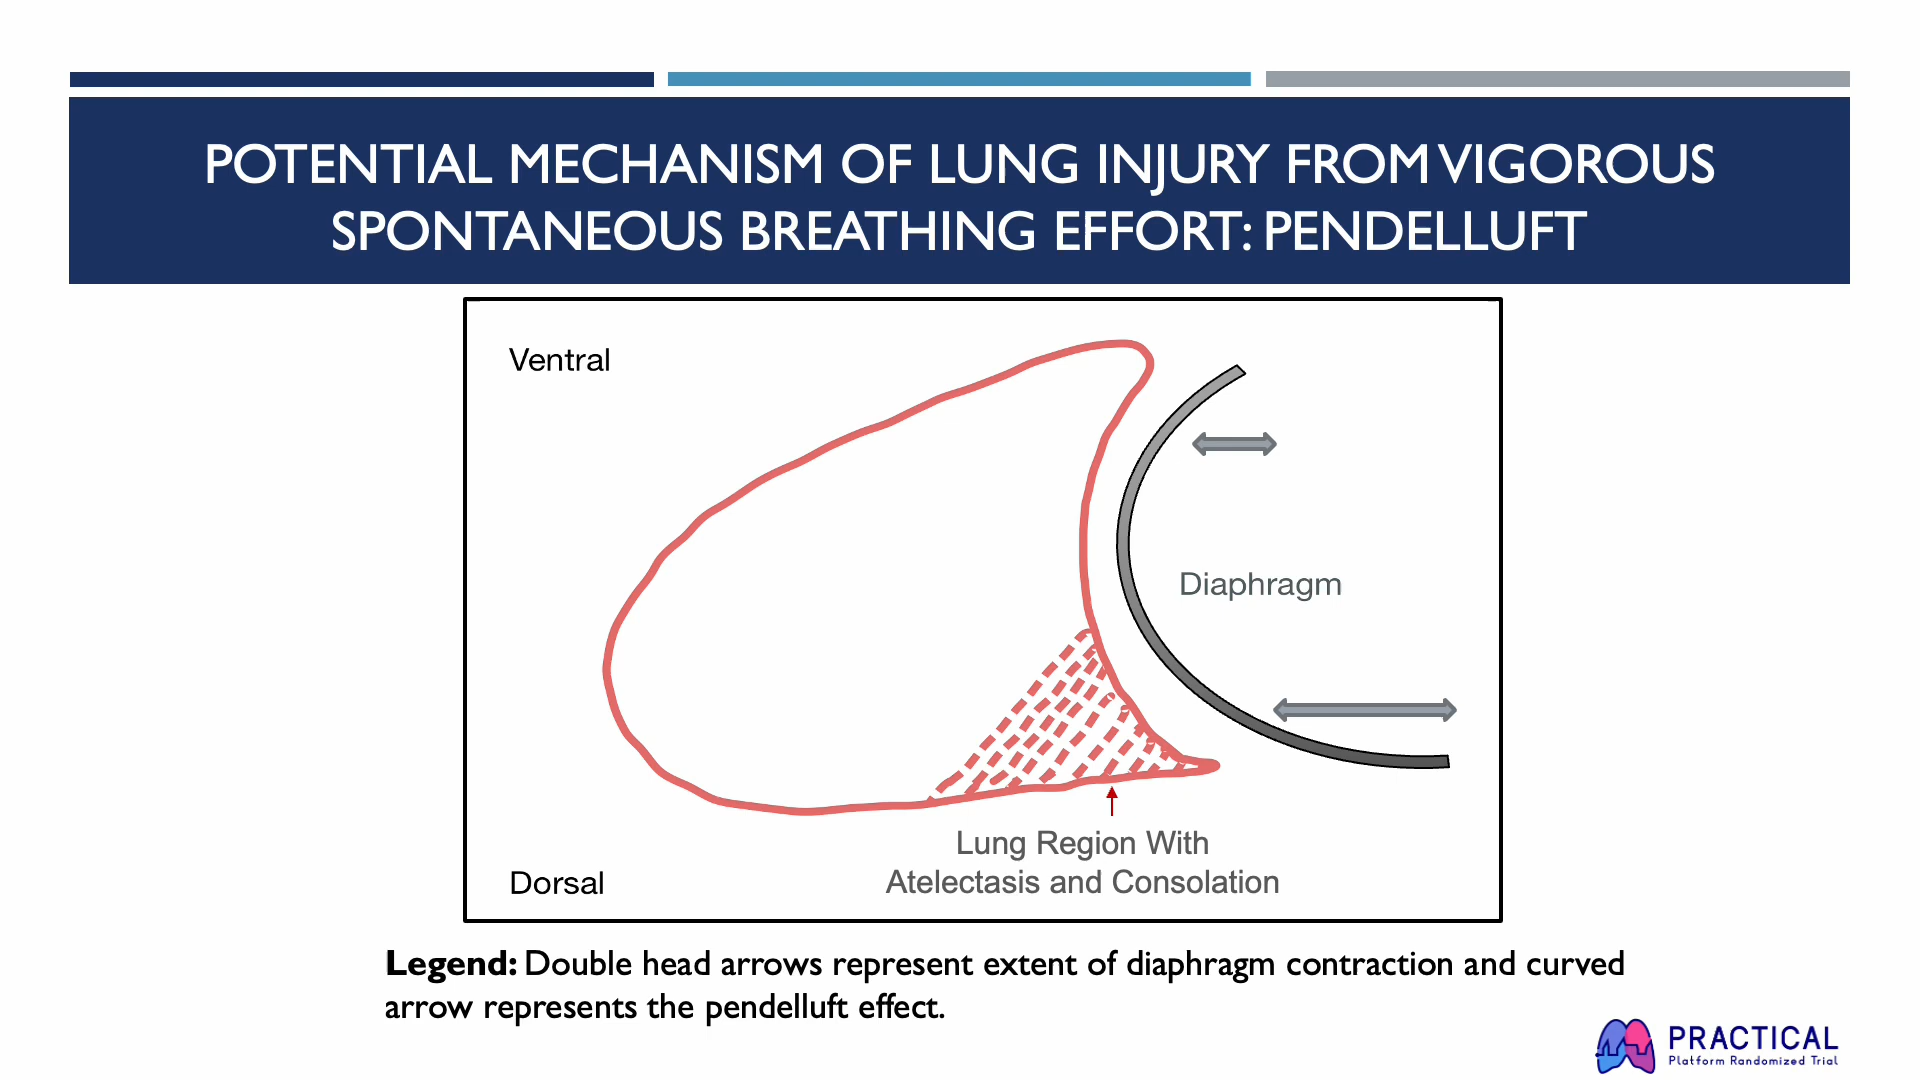 POTENTIAL MECHANISM OF LUNG INJURY FROM VIGOROUS
SPONTANEOUS BREATHING EFFORT: PENDELLUFT
Ventral
Diaphragm
Lung Region With
Atelectasis and Consolation
Dorsal
Legend: Double head arrows represent extent of diaphragm contraction and curved
arrow represents the pendelluft effect.
PRACTICAL
Platform Randomized Trial